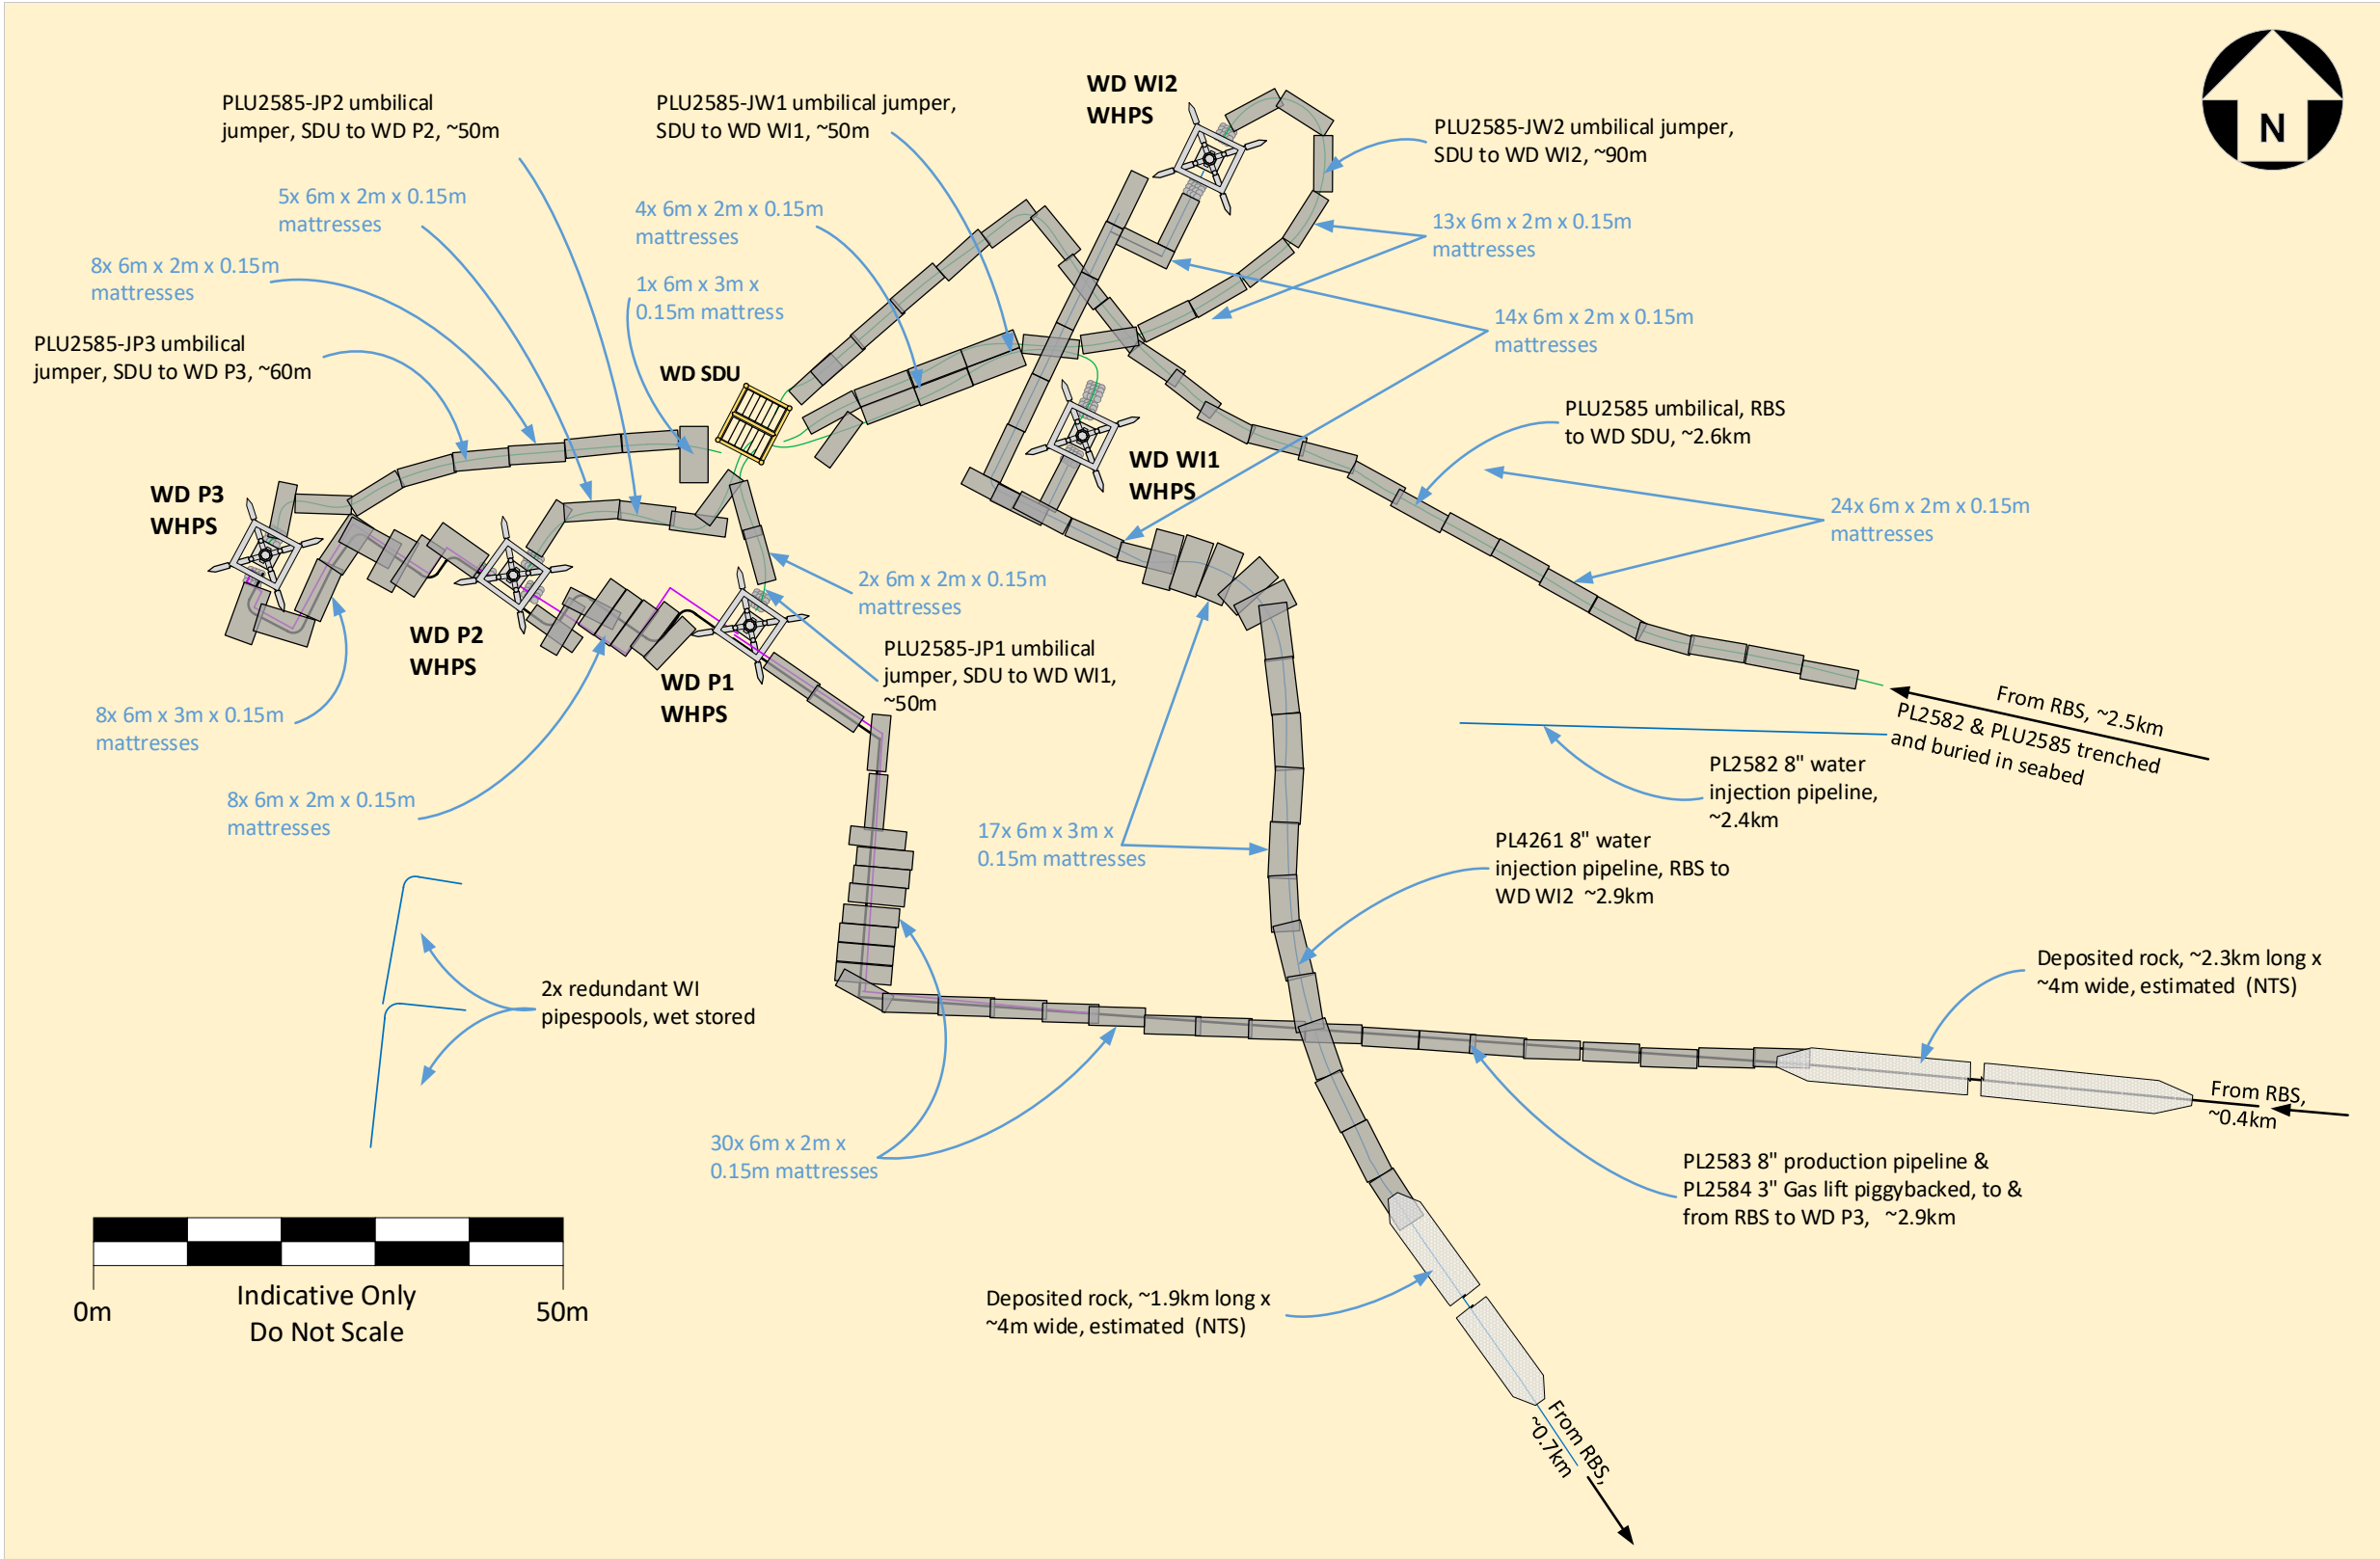 WD WI2
WHPS
N
PLU2585-JP2 umbilical
jumper, SDU to WD P2, ~50m
PLU2585-JW1 umbilical jumper,
SDU to WD WI1, ~50m
PLU2585-JW2 umbilical jumper,
SDU to WD WI2, ~90m
5x 6m x 2m x 0.15m
mattresses
4x 6m x 2m x 0.15m
mattresses
13x 6m x 2m x 0.15m
mattresses
8x 6m x 2m x 0.15m
mattresses
1x 6m x 3m x
0.15m mattress
14x 6m x 2m x 0.15m
mattresses
PLU2585-JP3 umbilical
jumper, SDU to WD P3, ~60m
WD SDU
PLU2585 umbilical, RBS
to WD SDU, ~2.6km
WD WI1
WHPS
WD P3
WHPS
24x 6m x 2m x 0.15m
mattresses
2x 6m x 2m x 0.15m
mattresses
WD P2
WHPS
PLU2585-JP1 umbilical
jumper, SDU to WD WI1,
~50m
WD P1
WHPS
From RBS, ~2.5km
PL2582 & PLU2585 trenched
and buried in seabed
8x 6m x 3m x 0.15m
mattresses
PL2582 8" water
injection pipeline,
~2.4km
8x 6m x 2m x 0.15m
mattresses
17x 6m x 3m x
0.15m mattresses
PL4261 8" water
injection pipeline, RBS to
WD WI2 ~2.9km
Deposited rock, ~2.3km long x
~4m wide, estimated (NTS)
2x redundant WI
pipespools, wet stored
From RBS,
~0.4km
30x 6m x 2m x
0.15m mattresses
PL2583 8" production pipeline &
PL2584 3" Gas lift piggybacked, to &
from RBS to WD P3, ~2.9km
Deposited rock, ~1.9km long x
~4m wide, estimated (NTS)
0m
Indicative Only
Do Not Scale
50m
From RBS,
~0.7km